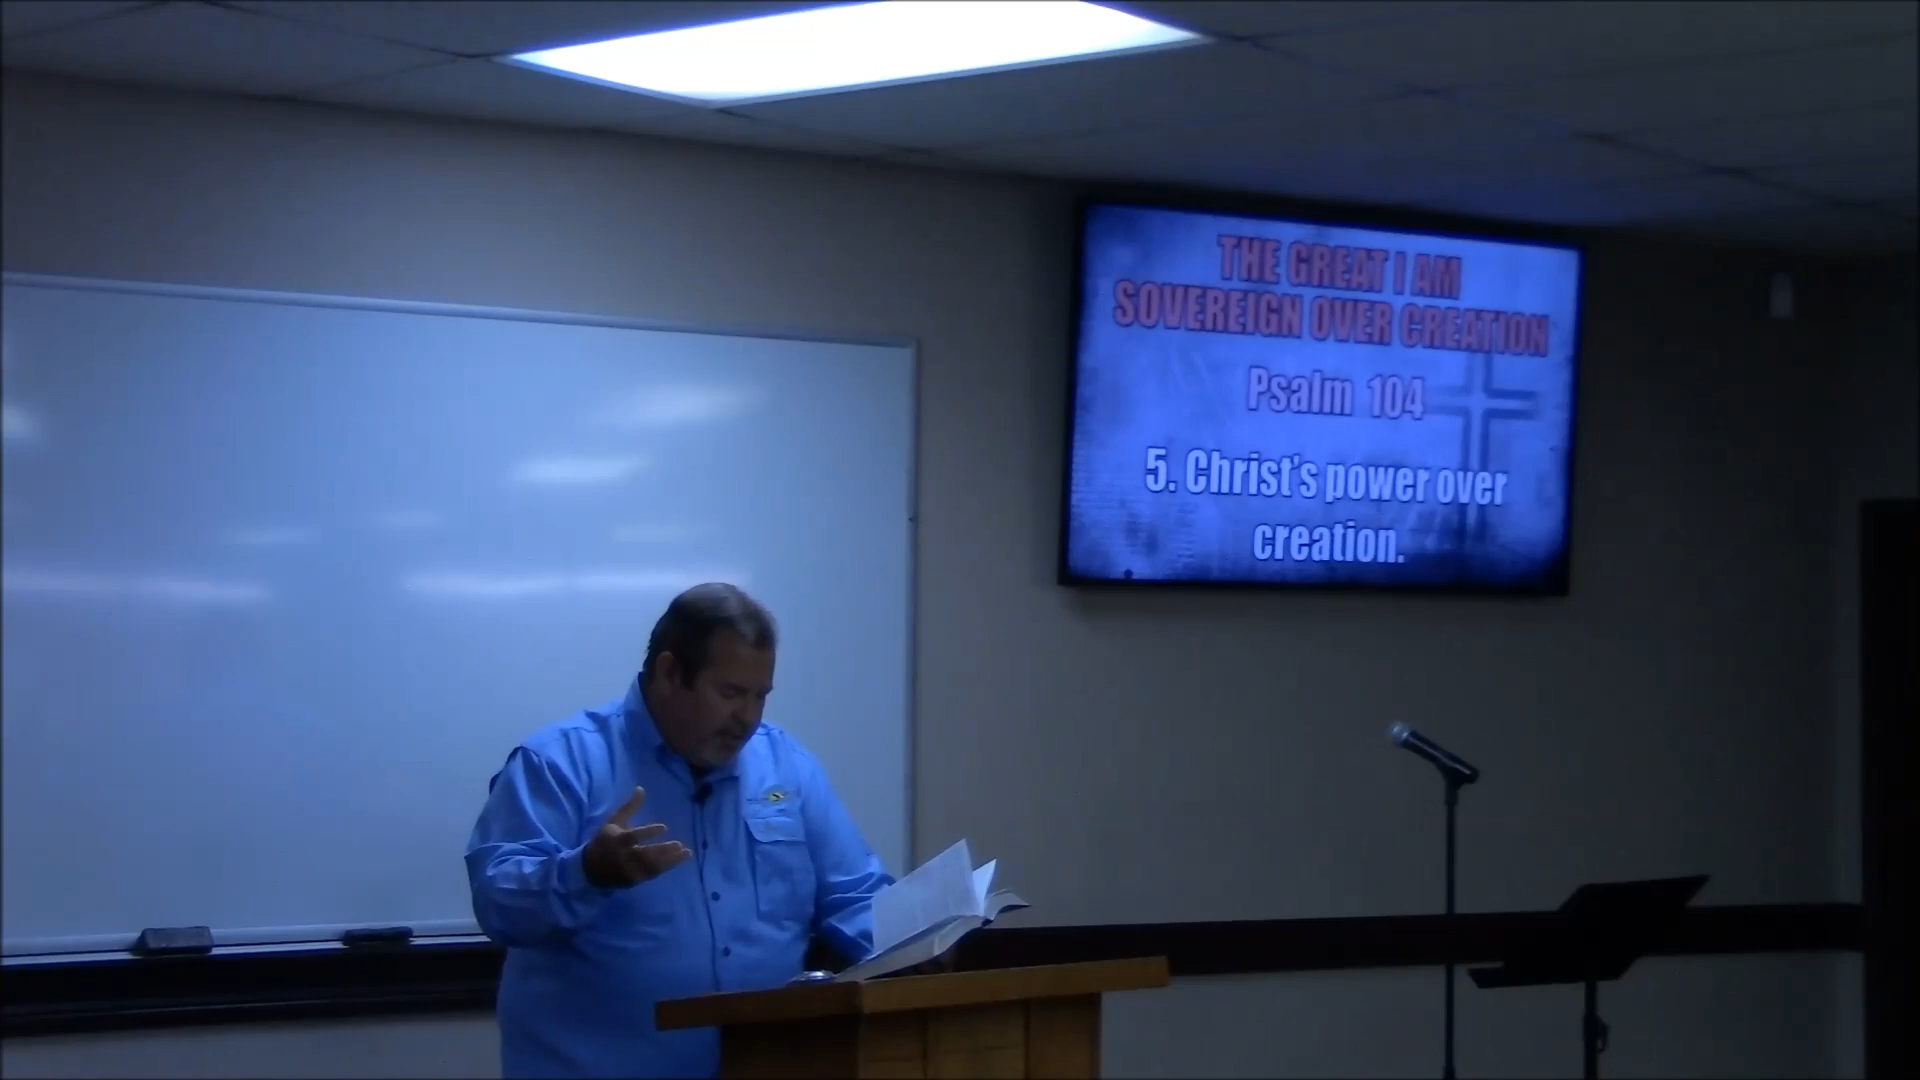 THE GREAT I AM
SOVEREIGN OVER CREATION
Psalm 104
5. Christ's power over
creation.